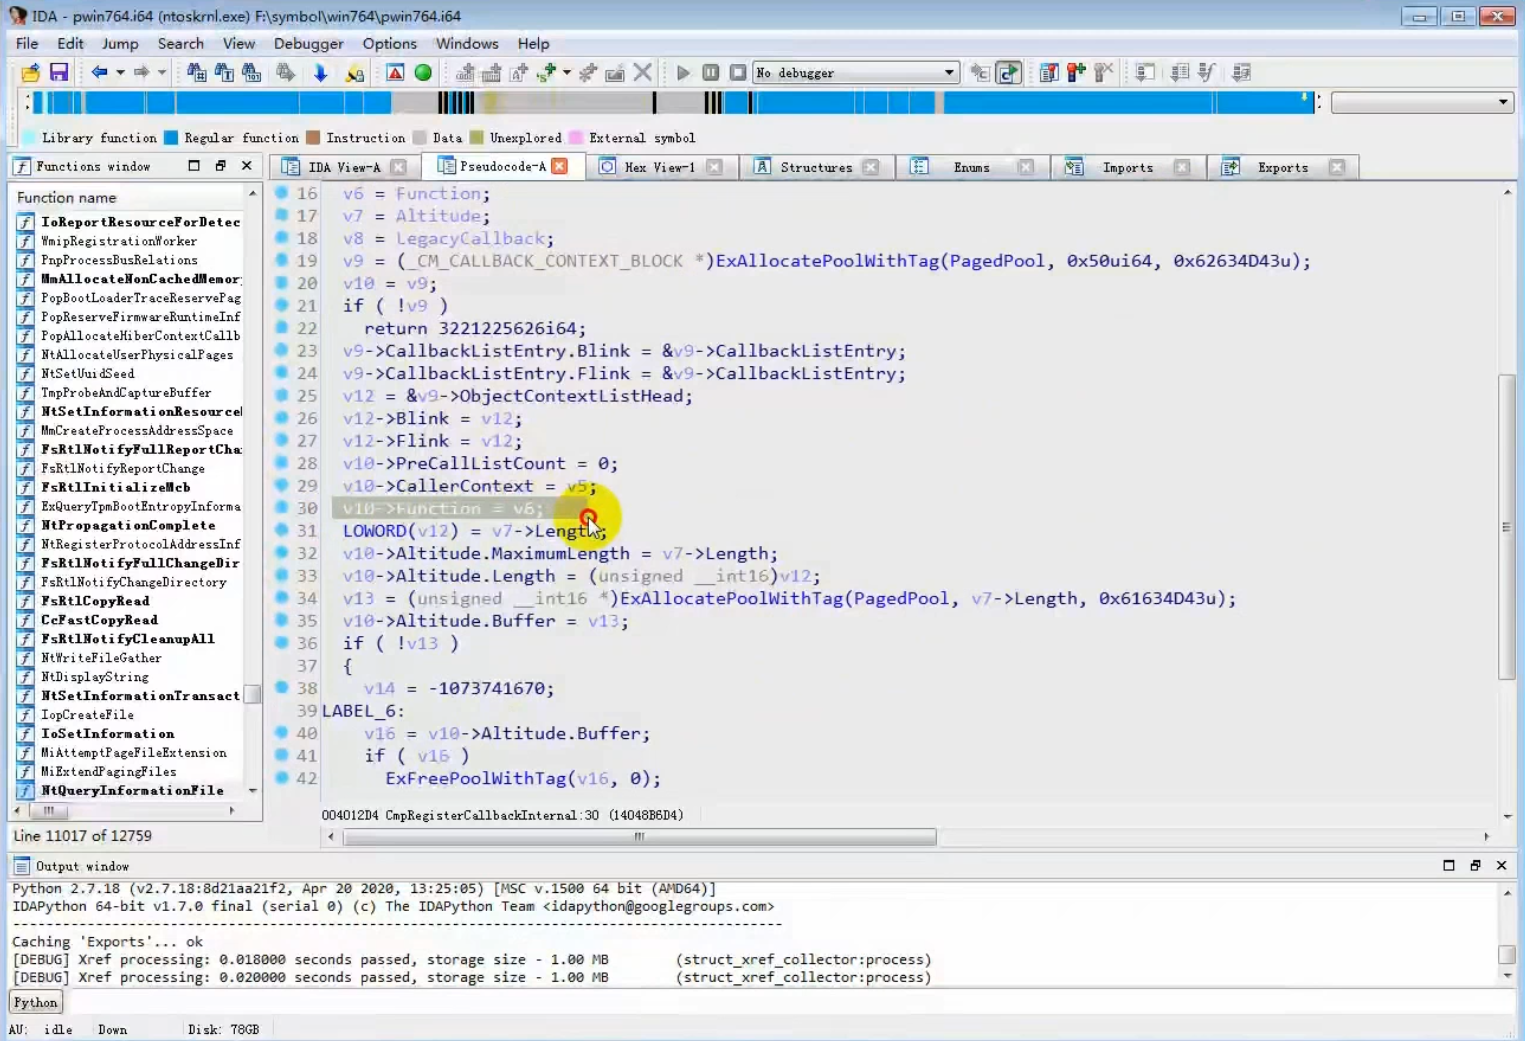 IDA - pwin764.i64 (ntoskrnl.exe) F:\symbol\win764\pwin764.i64
File Edit Jump Search View Debugger Options Windows Help
No debugger
Library function Regular function Instruction Data Unexplored External symbol
Functions window
IDA View-A Pseudocode-A Hex View-1 Structures Enums Imports Exports
Function name
IoReportResourceForDetec
WmipRegistrationWorker
PnpProcessBusRelations
MmAllocateNonCachedMemor
PopBootLoaderTraceReservePag
PopReserveFirmwareRuntimeInf
PopAllocateHiberContextCallb
NtAllocateUserPhysicalPages
NtSetUuidSeed
TmpProbeAndCaptureBuffer
NtSetInformationResource
MmCreateProcessAddressSpace
FsRtlNotifyFullReportCha
FsRtlNotifyReportChange
FsRtlInitializeMcb
ExQueryTpmBootEntropyInforma
NtPropagationComplete
NtRegisterProtocolAddressInf
FsRtlNotifyFullChangeDir
FsRtlNotifyChangeDirectory
FsRtlCopyRead
CcFastCopyRead
FsRtlNotifyCleanupAll
NtWriteFileGather
NtDisplayString
NtSetInformationTransact
IopCreateFile
IoSetInformation
MiAttemptPageFileExtension
MiExtendPagingFiles
NtQueryInformationFile
Line 11017 of 12759
16 v6 = Function;
17 v7 = Altitude;
18 v8 = LegacyCallback;
19 v9 = (_CM_CALLBACK_CONTEXT_BLOCK *)ExAllocatePoolWithTag(PagedPool, 0x50ui64, 0x62634D43u);
20 v10 = v9;
21 if ( !v9 )
22 return 3221225626i64;
23 v9->CallbackListEntry.Blink = &v9->CallbackListEntry;
24 v9->CallbackListEntry.Flink = &v9->CallbackListEntry;
25 v12 = &v9->ObjectContextListHead;
26 v12->Blink = v12;
27 v12->Flink = v12;
28 v10->PreCallListCount = 0;
29 v10->CallerContext = v5;
30 v10->Function = v6;
31 LOWORD(v12) = v7->Length;
32 v10->Altitude.MaximumLength = v7->Length;
33 v10->Altitude.Length = (unsigned __int16)v12;
34 v13 = (unsigned __int16 *)ExAllocatePoolWithTag(PagedPool, v7->Length, 0x61634D43u);
35 v10->Altitude.Buffer = v13;
36 if ( !v13 )
37 {
38 v14 = -1073741670;
39 LABEL_6:
40 v16 = v10->Altitude.Buffer;
41 if ( v16 )
42 ExFreePoolWithTag(v16, 0);
004012D4 CmpRegisterCallbackInternal:30 (14048B6D4)
Output window
Python 2.7.18 (v2.7.18:8d21aa21f2, Apr 20 2020, 13:25:05) [MSC v.1500 64 bit (AMD64)]
IDAPython 64-bit v1.7.0 final (serial 0) (c) The IDAPython Team <idapython@googlegroups.com>
---------------------------------------------------------------------------------------------
Caching 'Exports'... ok
[DEBUG] Xref processing: 0.018000 seconds passed, storage size - 1.00 MB (struct_xref_collector:process)
[DEBUG] Xref processing: 0.020000 seconds passed, storage size - 1.00 MB (struct_xref_collector:process)
Python
AU: idle Down Disk: 78GB